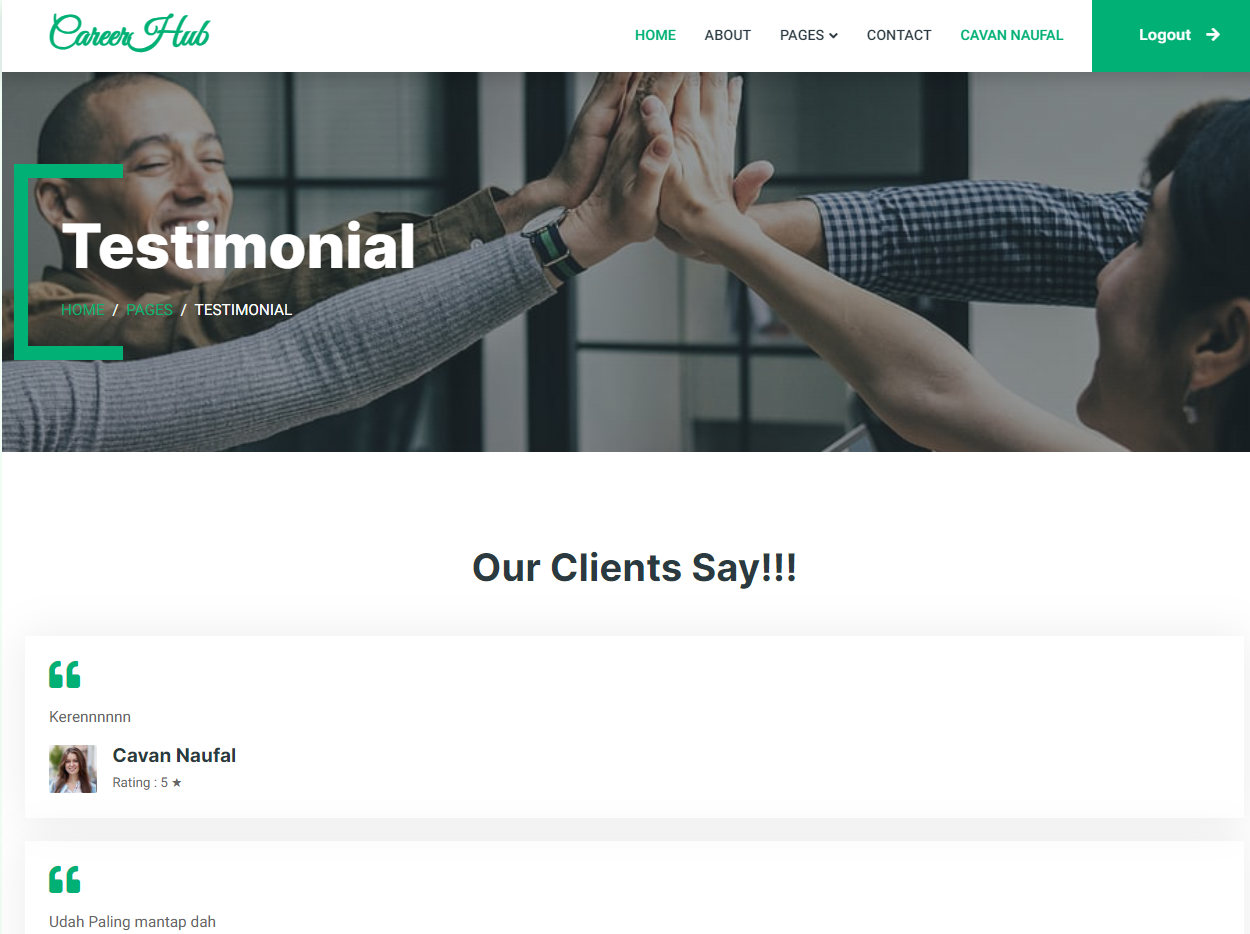 Career Hub
HOME ABOUT PAGES CONTACT CAVAN NAUFAL Logout
Testimonial
HOME / PAGES / TESTIMONIAL
Our Clients Say!!!
Kerennnnnn
Cavan Naufal
Rating : 5 ★
Udah Paling mantap dah